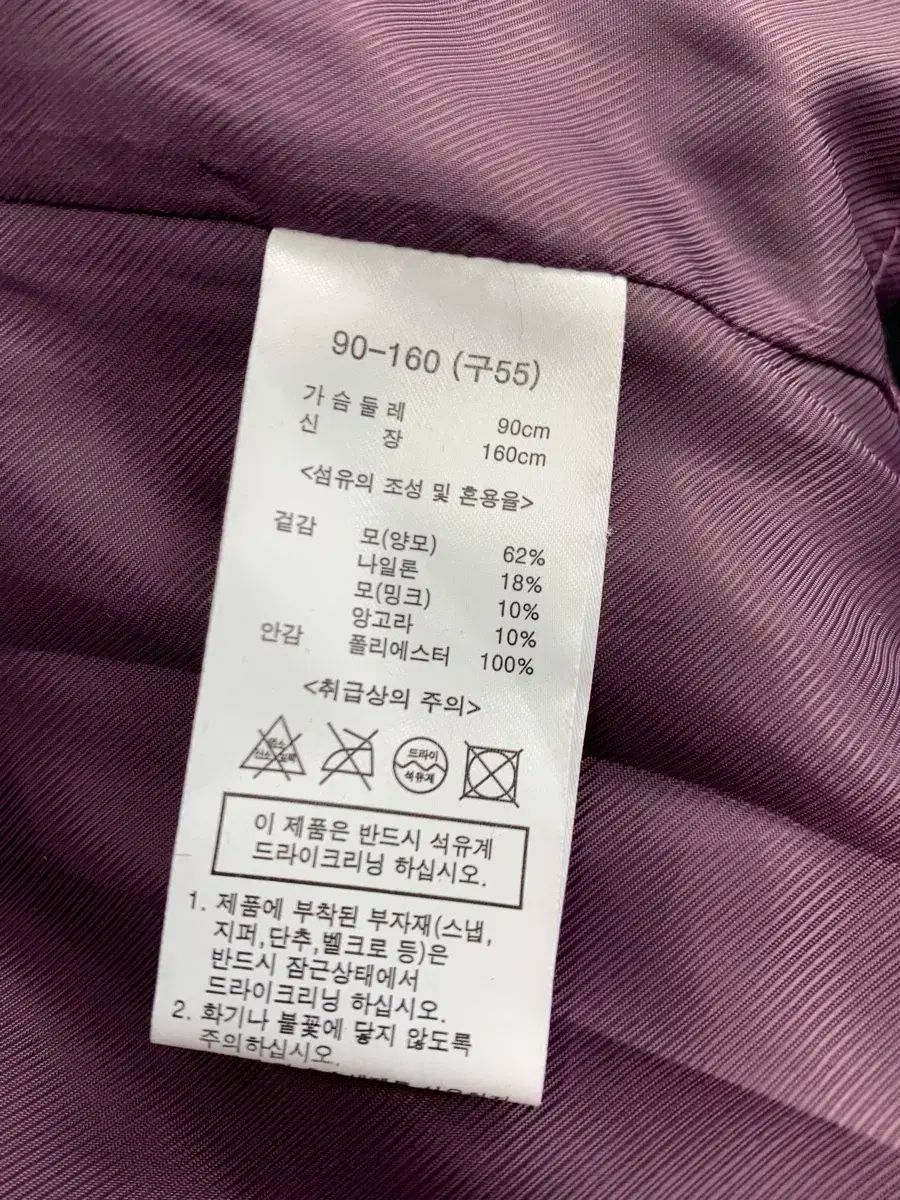 90-160 (구55)
가슴둘레 90cm
신장 160cm
<섬유의 조성 및 혼용율>
겉감 모(양모) 62%
나일론 18%
모(밍크) 10%
앙고라 10%
안감 폴리에스터 100%
<취급상의 주의>
드라이
석유계
이 제품은 반드시 석유계
드라이크리닝 하십시오.
1. 제품에 부착된 부자재(스냅,
지퍼,단추,벨크로 등)은
반드시 잠근상태에서
드라이크리닝 하십시오.
2. 화기나 불꽃에 닿지 않도록
주의하십시오.